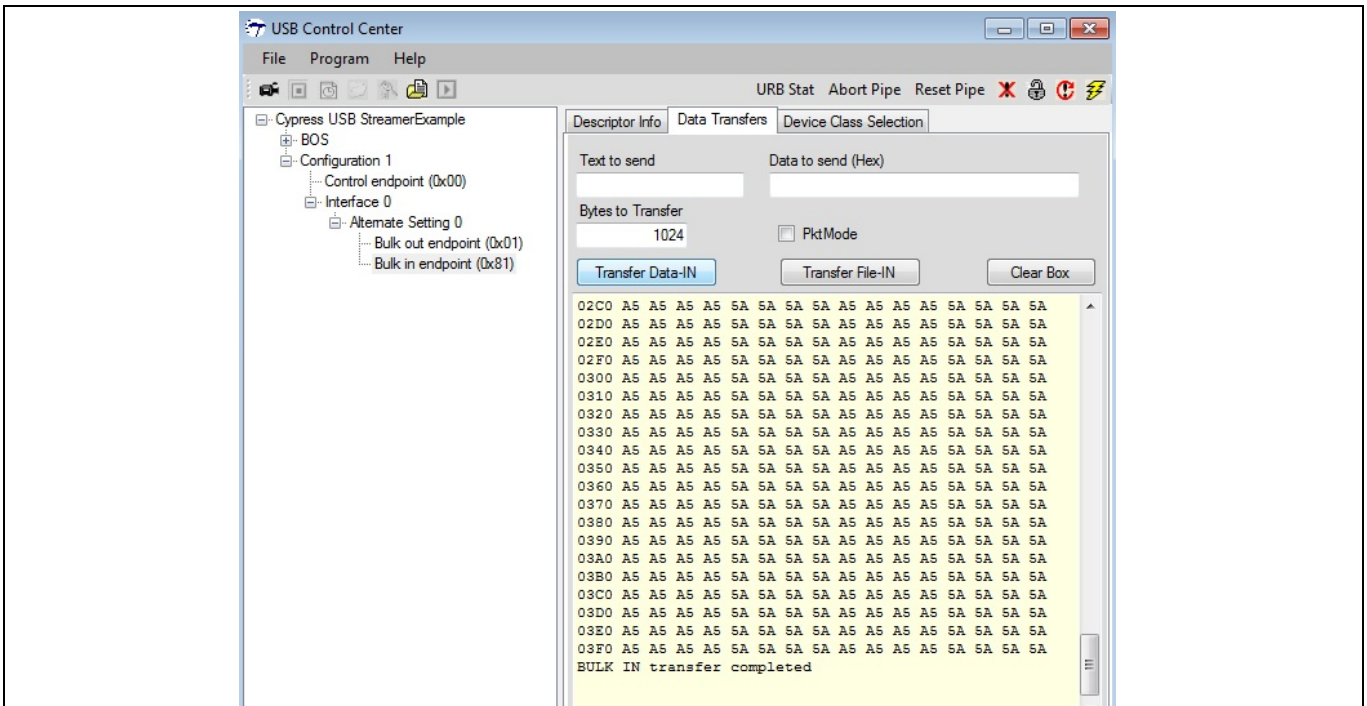 USB Control Center
File Program Help
URB Stat Abort Pipe Reset Pipe
Cypress USB StreamerExample
BOS
Configuration 1
Control endpoint (0x00)
Interface 0
Alternate Setting 0
Bulk out endpoint (0x01)
Bulk in endpoint (0x81)
Descriptor Info Data Transfers Device Class Selection
Text to send Data to send (Hex)
Bytes to Transfer
1024 PktMode
Transfer Data-IN Transfer File-IN Clear Box
02C0 A5 A5 A5 A5 5A 5A 5A 5A A5 A5 A5 A5 5A 5A 5A 5A
02D0 A5 A5 A5 A5 5A 5A 5A 5A A5 A5 A5 A5 5A 5A 5A 5A
02E0 A5 A5 A5 A5 5A 5A 5A 5A A5 A5 A5 A5 5A 5A 5A 5A
02F0 A5 A5 A5 A5 5A 5A 5A 5A A5 A5 A5 A5 5A 5A 5A 5A
0300 A5 A5 A5 A5 5A 5A 5A 5A A5 A5 A5 A5 5A 5A 5A 5A
0310 A5 A5 A5 A5 5A 5A 5A 5A A5 A5 A5 A5 5A 5A 5A 5A
0320 A5 A5 A5 A5 5A 5A 5A 5A A5 A5 A5 A5 5A 5A 5A 5A
0330 A5 A5 A5 A5 5A 5A 5A 5A A5 A5 A5 A5 5A 5A 5A 5A
0340 A5 A5 A5 A5 5A 5A 5A 5A A5 A5 A5 A5 5A 5A 5A 5A
0350 A5 A5 A5 A5 5A 5A 5A 5A A5 A5 A5 A5 5A 5A 5A 5A
0360 A5 A5 A5 A5 5A 5A 5A 5A A5 A5 A5 A5 5A 5A 5A 5A
0370 A5 A5 A5 A5 5A 5A 5A 5A A5 A5 A5 A5 5A 5A 5A 5A
0380 A5 A5 A5 A5 5A 5A 5A 5A A5 A5 A5 A5 5A 5A 5A 5A
0390 A5 A5 A5 A5 5A 5A 5A 5A A5 A5 A5 A5 5A 5A 5A 5A
03A0 A5 A5 A5 A5 5A 5A 5A 5A A5 A5 A5 A5 5A 5A 5A 5A
03B0 A5 A5 A5 A5 5A 5A 5A 5A A5 A5 A5 A5 5A 5A 5A 5A
03C0 A5 A5 A5 A5 5A 5A 5A 5A A5 A5 A5 A5 5A 5A 5A 5A
03D0 A5 A5 A5 A5 5A 5A 5A 5A A5 A5 A5 A5 5A 5A 5A 5A
03E0 A5 A5 A5 A5 5A 5A 5A 5A A5 A5 A5 A5 5A 5A 5A 5A
03F0 A5 A5 A5 A5 5A 5A 5A 5A A5 A5 A5 A5 5A 5A 5A 5A
BULK IN transfer completed